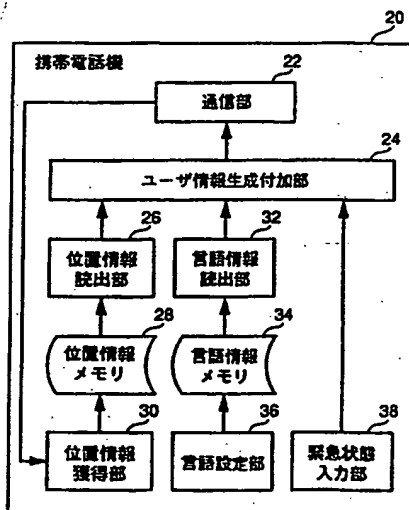 20
携帯電話機
22
通信部
24
ユーザ情報生成付加部
26
位置情報
読出部
32
言語情報
読出部
28
位置情報
メモリ
34
言語情報
メモリ
30
位置情報
獲得部
36
言語設定部
38
緊急状態
入力部